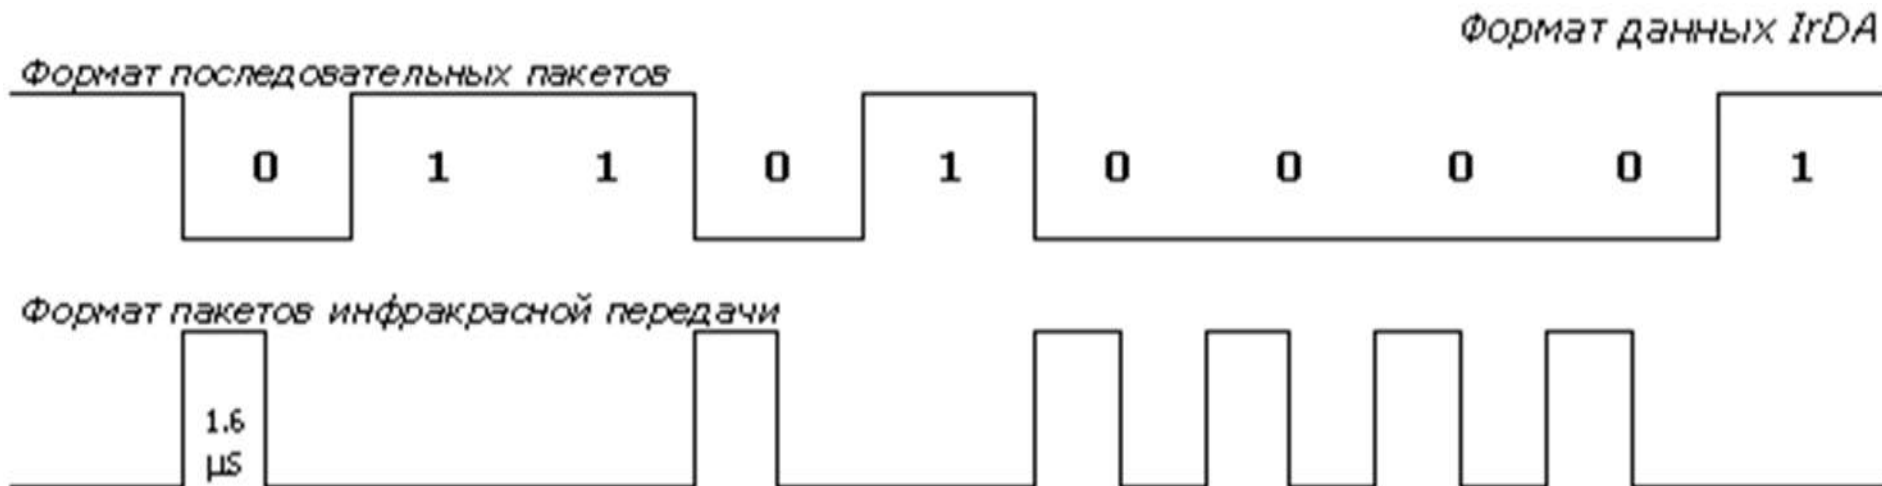 Формат данных IrDA
Формат последовательных пакетов
0 1 1 0 1 0 0 0 0 1
Формат пакетов инфракрасной передачи
1.6
μS